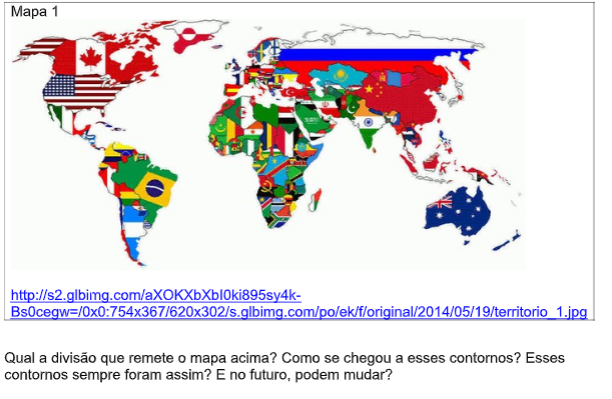 Mapa 1
http://s2.glbimg.com/aXOKXbXbI0ki895sy4k-
Bs0cegw=/0x0:754x367/620x302/s.glbimg.com/po/ek/f/original/2014/05/19/territorio_1.jpg
Qual a divisão que remete o mapa acima? Como se chegou a esses contornos? Esses
contornos sempre foram assim? E no futuro, podem mudar?